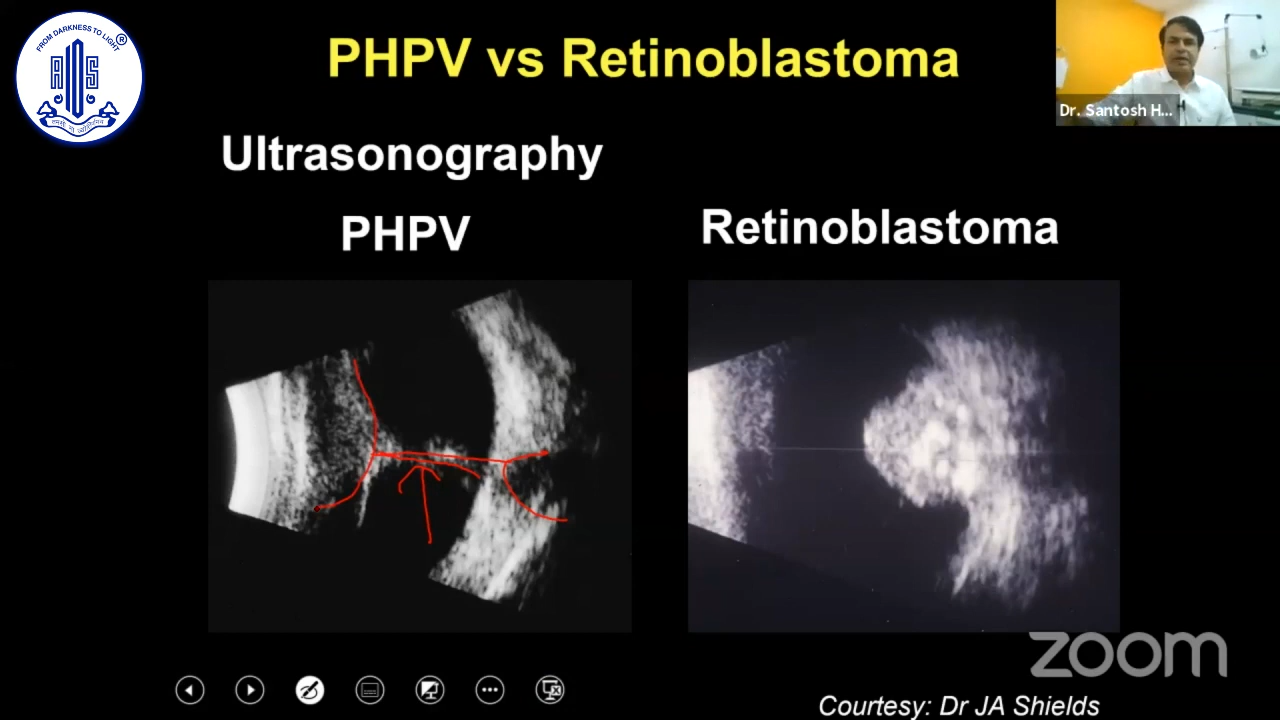 FROM DARKNESS TO LIGHT
PHPV vs Retinoblastoma
Dr. Santosh H...
Ultrasonography
PHPV
Retinoblastoma
zoom
Courtesy: Dr JA Shields